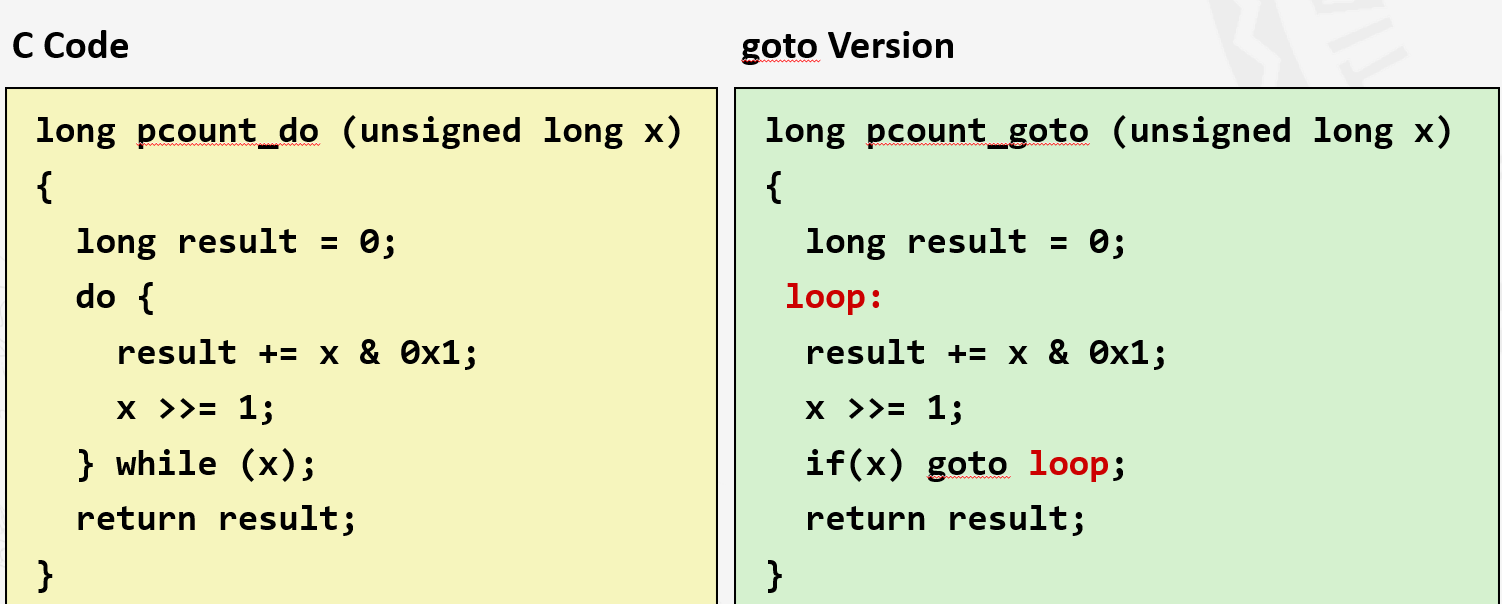 C Code
long pcount_do (unsigned long x)
{
  long result = 0;
  do {
    result += x & 0x1;
    x >>= 1;
  } while (x);
  return result;
}
goto Version
long pcount_goto (unsigned long x)
{
  long result = 0;
 loop:
  result += x & 0x1;
  x >>= 1;
  if(x) goto loop;
  return result;
}